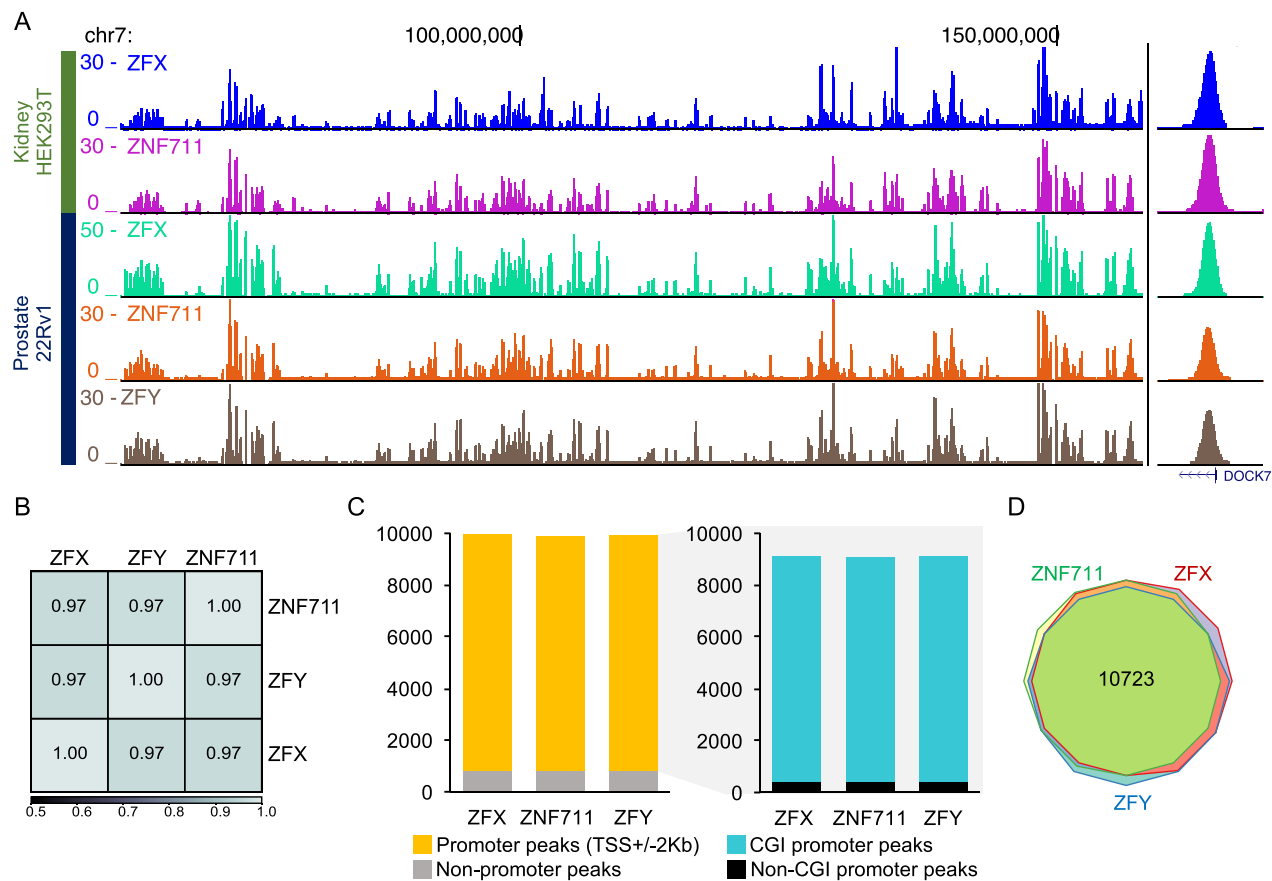 A
chr7: 100,000,000 150,000,000
Kidney
HEK293T
30 - ZFX
0
30 - ZNF711
0
Prostate
22Rv1
50 - ZFX
0
30 - ZNF711
0
30 - ZFY
0
DOCK7
B
ZFX ZFY ZNF711
0.97 0.97 1.00 ZNF711
0.97 1.00 0.97 ZFY
1.00 0.97 0.97 ZFX
0.5 0.6 0.7 0.8 0.9 1.0
C
10000
8000
6000
4000
2000
0
ZFX ZNF711 ZFY
Promoter peaks (TSS+/-2Kb)
Non-promoter peaks
10000
8000
6000
4000
2000
0
ZFX ZNF711 ZFY
CGI promoter peaks
Non-CGI promoter peaks
D
ZNF711 ZFX
10723
ZFY